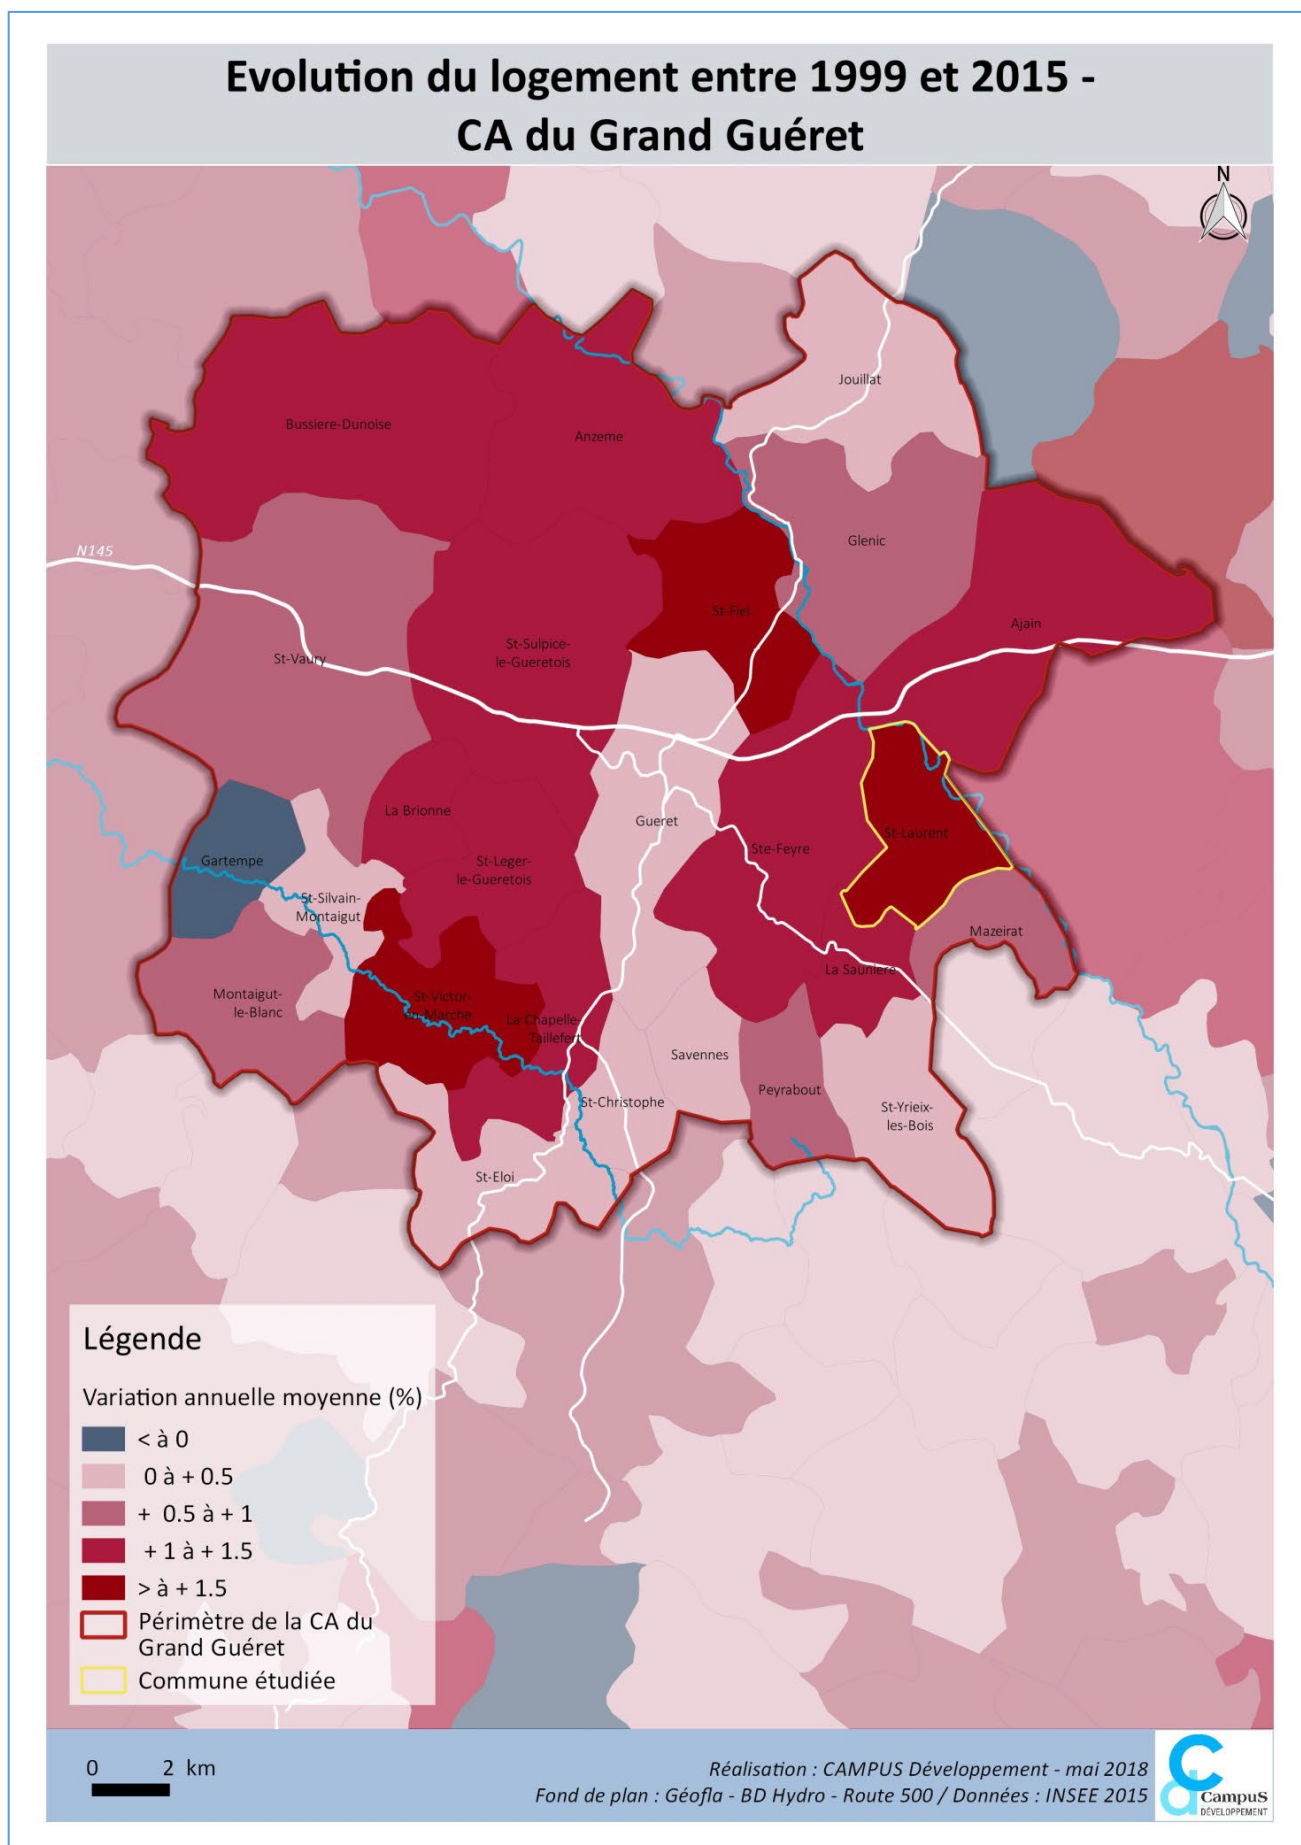 Evolution du logement entre 1999 et 2015 -
CA du Grand Guéret
N
Jouillat
Bussiere-Dunoise
Anzeme
N145
Glenic
St-Fiel
Ajain
St-Sulpice-
le-Gueretois
St-Vaury
La Brionne
Gueret
St-Laurent
Ste-Feyre
Gartempe
St-Leger-
le-Gueretois
St-Silvain-
Montaigut
Mazeirat
La Sauniere
Montaigut-
le-Blanc
St-Victor-
en-Marche
La Chapelle-
Taillefert
Savennes
Peyrabout
St-Christophe
St-Yrieix-
les-Bois
St-Eloi
Légende
Variation annuelle moyenne (%)
< à 0
0 à + 0.5
+ 0.5 à + 1
+ 1 à + 1.5
> à + 1.5
Périmètre de la CA du
Grand Guéret
Commune étudiée
0 2 km
Réalisation : CAMPUS Développement - mai 2018
Fond de plan : Géofla - BD Hydro - Route 500 / Données : INSEE 2015
CampuS
DÉVELOPPEMENT